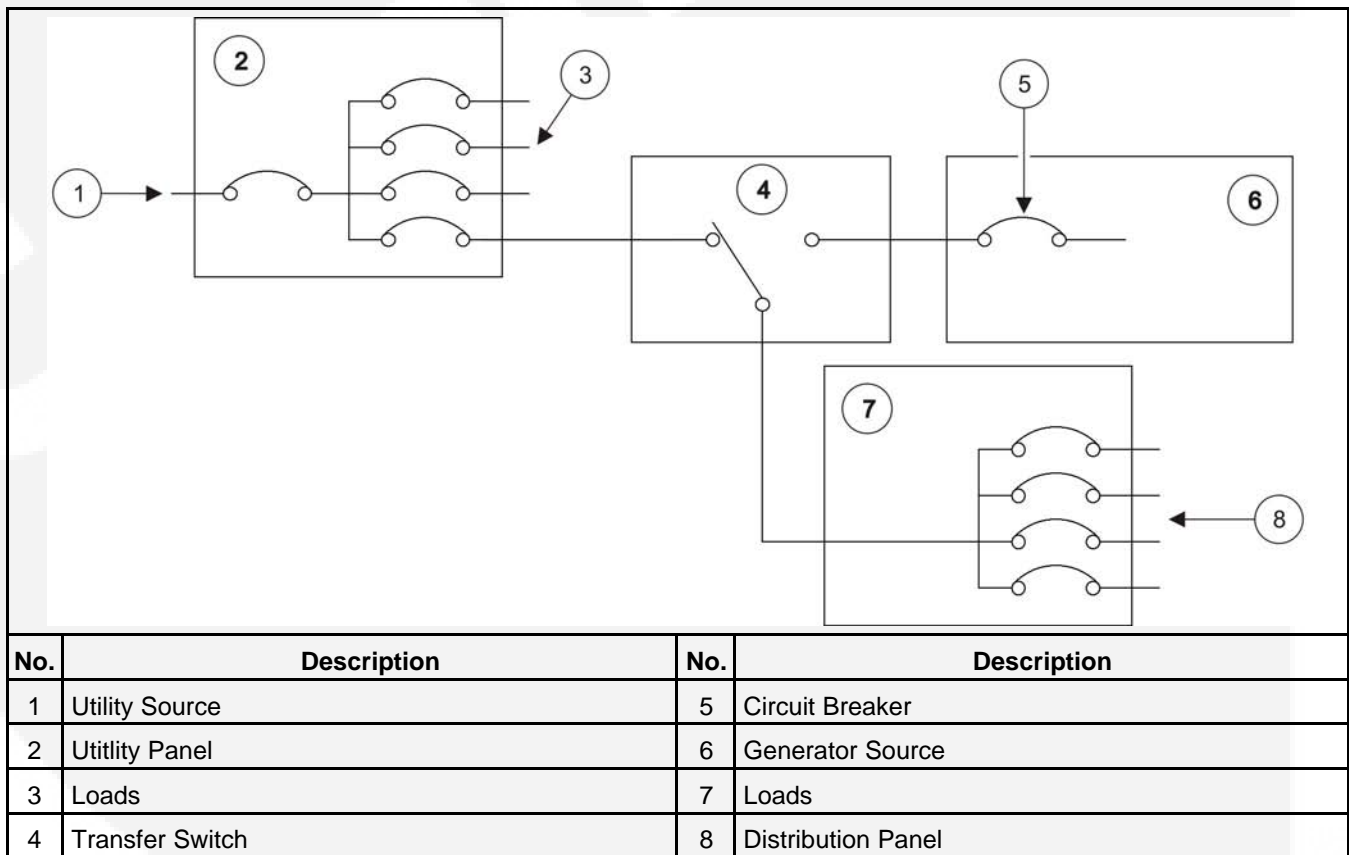 2
3
5
1
4
6
7
8
No. Description No. Description
1 Utility Source 5 Circuit Breaker
2 Utitlity Panel 6 Generator Source
3 Loads 7 Loads
4 Transfer Switch 8 Distribution Panel